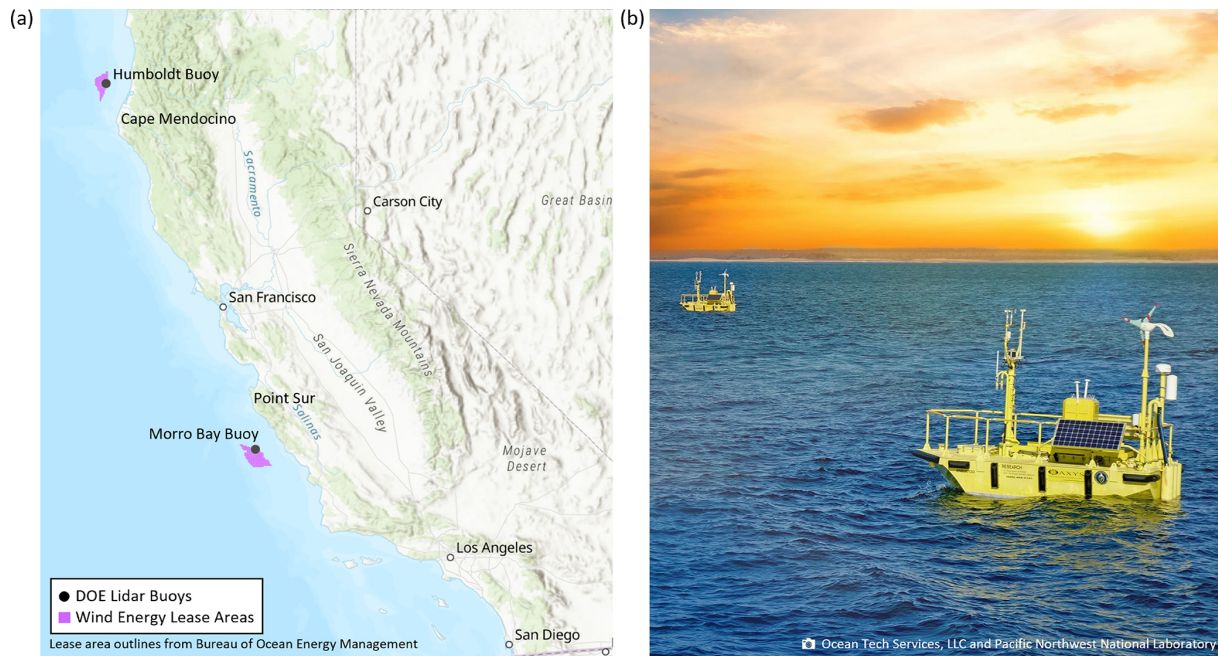 (a)
Humboldt Buoy
Cape Mendocino
Sacramento
Carson City
Great Basin
Sierra Nevada Mountains
San Francisco
San Joaquin Valley
Point Sur
Salinas
Morro Bay Buoy
Mojave
Desert
Los Angeles
San Diego
DOE Lidar Buoys
Wind Energy Lease Areas
Lease area outlines from Bureau of Ocean Energy Management
(b)
RESEARCH
AXYS
Ocean Tech Services, LLC and Pacific Northwest National Laboratory